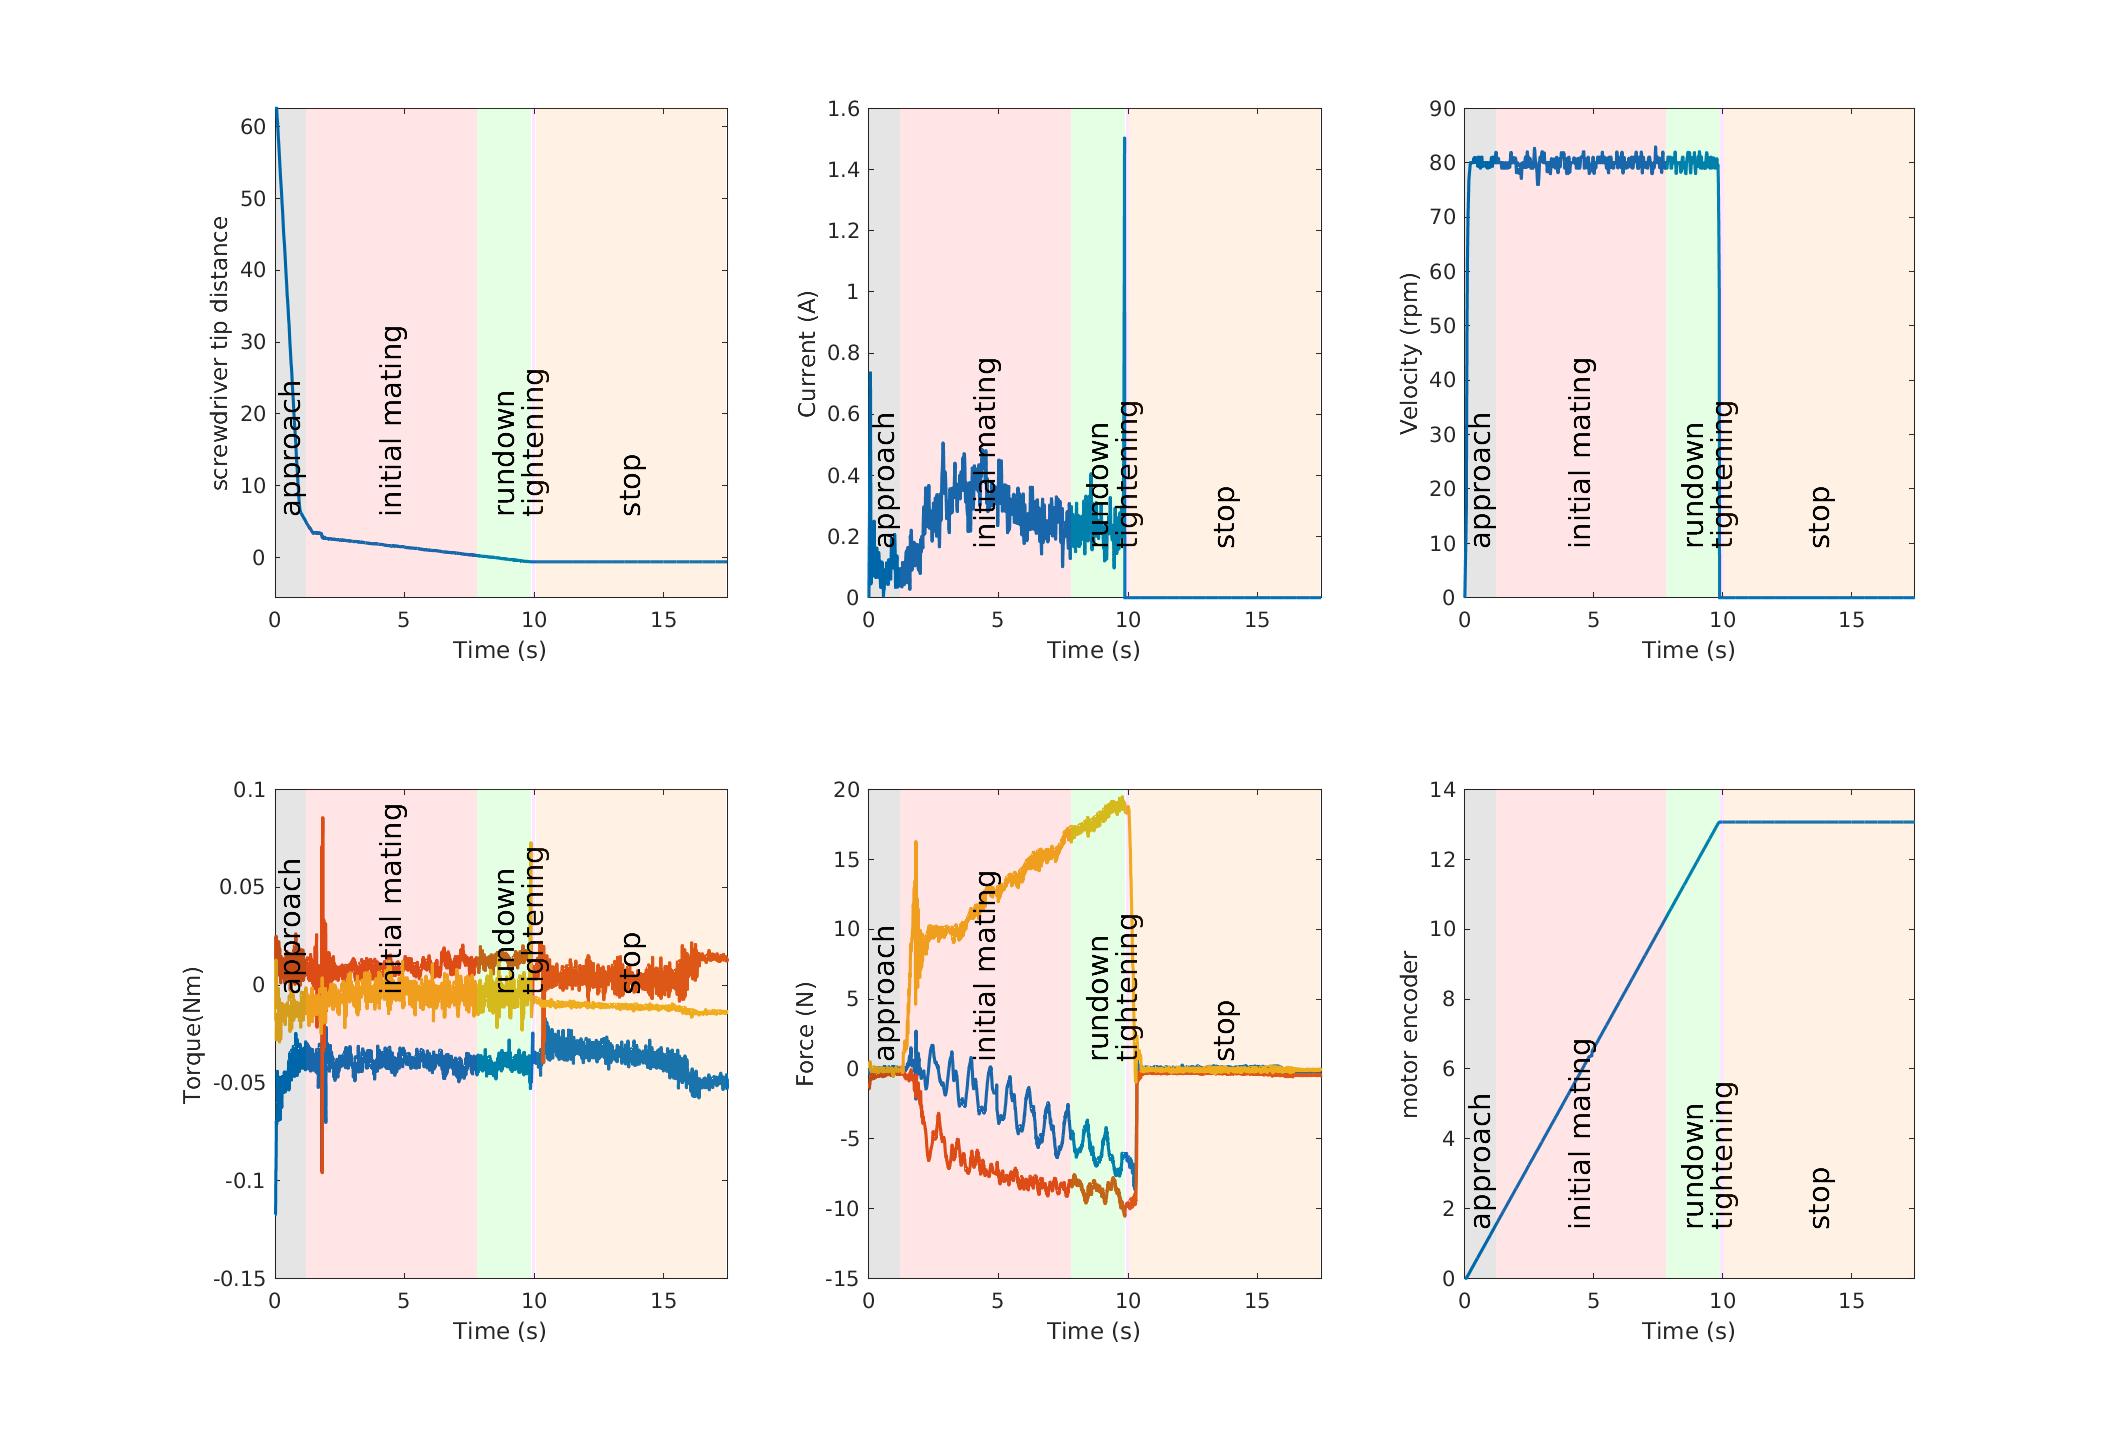 60
50
40
30
20
10
0
screwdriver tip distance
approach
initial mating
rundown
tightening
stop
0 5 10 15
Time (s)
1.6
1.4
1.2
1
0.8
0.6
0.4
0.2
0
Current (A)
approach
initial mating
rundown
tightening
stop
0 5 10 15
Time (s)
90
80
70
60
50
40
30
20
10
0
Velocity (rpm)
approach
initial mating
rundown
tightening
stop
0 5 10 15
Time (s)
0.1
0.05
0
-0.05
-0.1
-0.15
Torque(Nm)
approach
initial mating
rundown
tightening
stop
0 5 10 15
Time (s)
20
15
10
5
0
-5
-10
-15
Force (N)
approach
initial mating
rundown
tightening
stop
0 5 10 15
Time (s)
14
12
10
8
6
4
2
0
motor encoder
approach
initial mating
rundown
tightening
stop
0 5 10 15
Time (s)